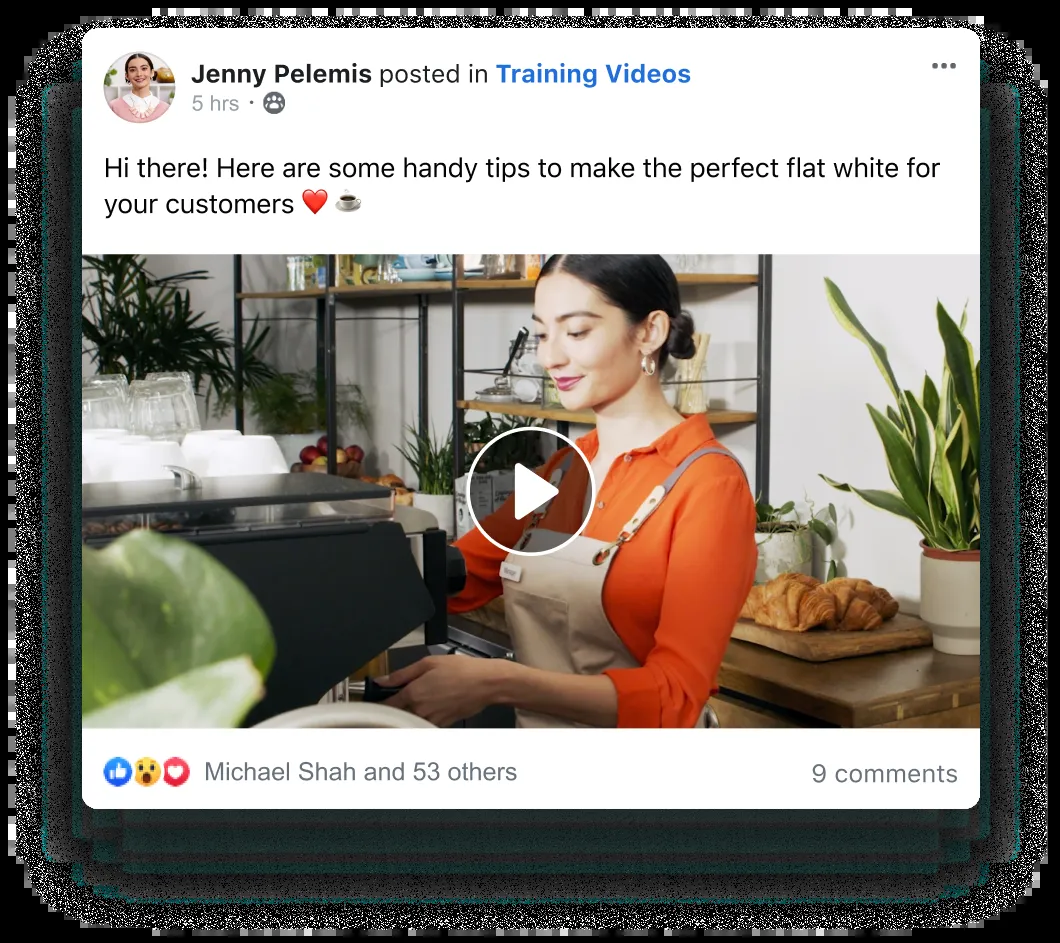 Jenny Pelemis posted in Training Videos
5 hrs ·
Hi there! Here are some handy tips to make the perfect flat white for
your customers ❤️ ☕
Michael Shah and 53 others
9 comments